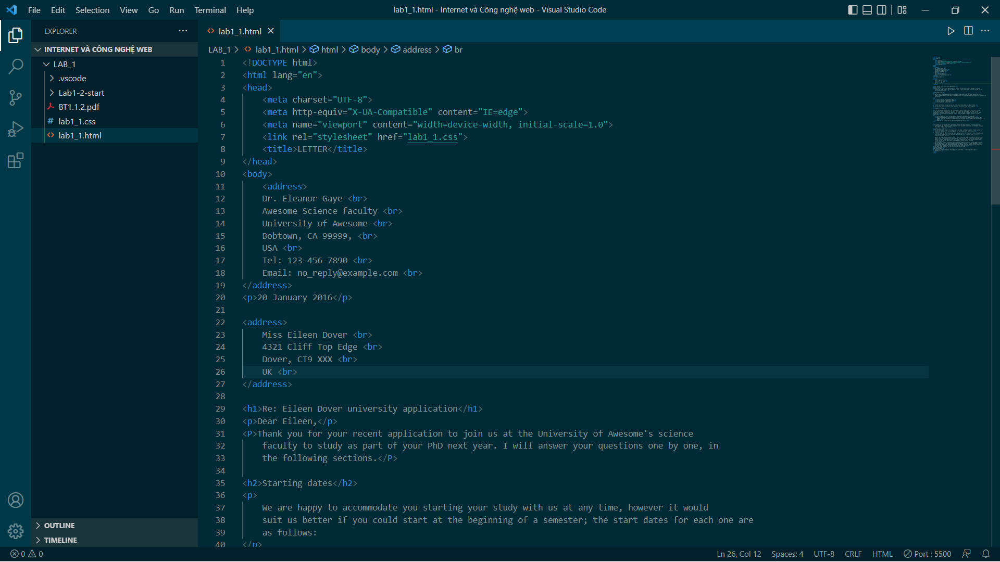 File Edit Selection View Go Run Terminal Help
lab1_1.html - Internet và Công nghệ web - Visual Studio Code
EXPLORER
INTERNET VÀ CÔNG NGHỆ WEB
LAB_1
.vscode
Lab1-2-start
BT1.1.2.pdf
# lab1_1.css
<> lab1_1.html
OUTLINE
TIMELINE
<> lab1_1.html
LAB_1 > <> lab1_1.html > html > body > address > br
1 <!DOCTYPE html>
2 <html lang="en">
3 <head>
4 <meta charset="UTF-8">
5 <meta http-equiv="X-UA-Compatible" content="IE=edge">
6 <meta name="viewport" content="width=device-width, initial-scale=1.0">
7 <link rel="stylesheet" href="lab1_1.css">
8 <title>LETTER</title>
9 </head>
10 <body>
11 <address>
12 Dr. Eleanor Gaye <br>
13 Awesome Science faculty <br>
14 University of Awesome <br>
15 Bobtown, CA 99999, <br>
16 USA <br>
17 Tel: 123-456-7890 <br>
18 Email: no_reply@example.com <br>
19 </address>
20 <p>20 January 2016</p>
21
22 <address>
23 Miss Eileen Dover <br>
24 4321 Cliff Top Edge <br>
25 Dover, CT9 XXX <br>
26 UK <br>
27 </address>
28
29 <h1>Re: Eileen Dover university application</h1>
30 <p>Dear Eileen,</p>
31 <P>Thank you for your recent application to join us at the University of Awesome's science
32 faculty to study as part of your PhD next year. I will answer your questions one by one, in
33 the following sections.</P>
34
35 <h2>Starting dates</h2>
36 <p>
37 We are happy to accommodate you starting your study with us at any time, however it would
38 suit us better if you could start at the beginning of a semester; the start dates for each one are
39 as follows:
40 </p>
0 0
Ln 26, Col 12 Spaces: 4 UTF-8 CRLF HTML Port : 5500